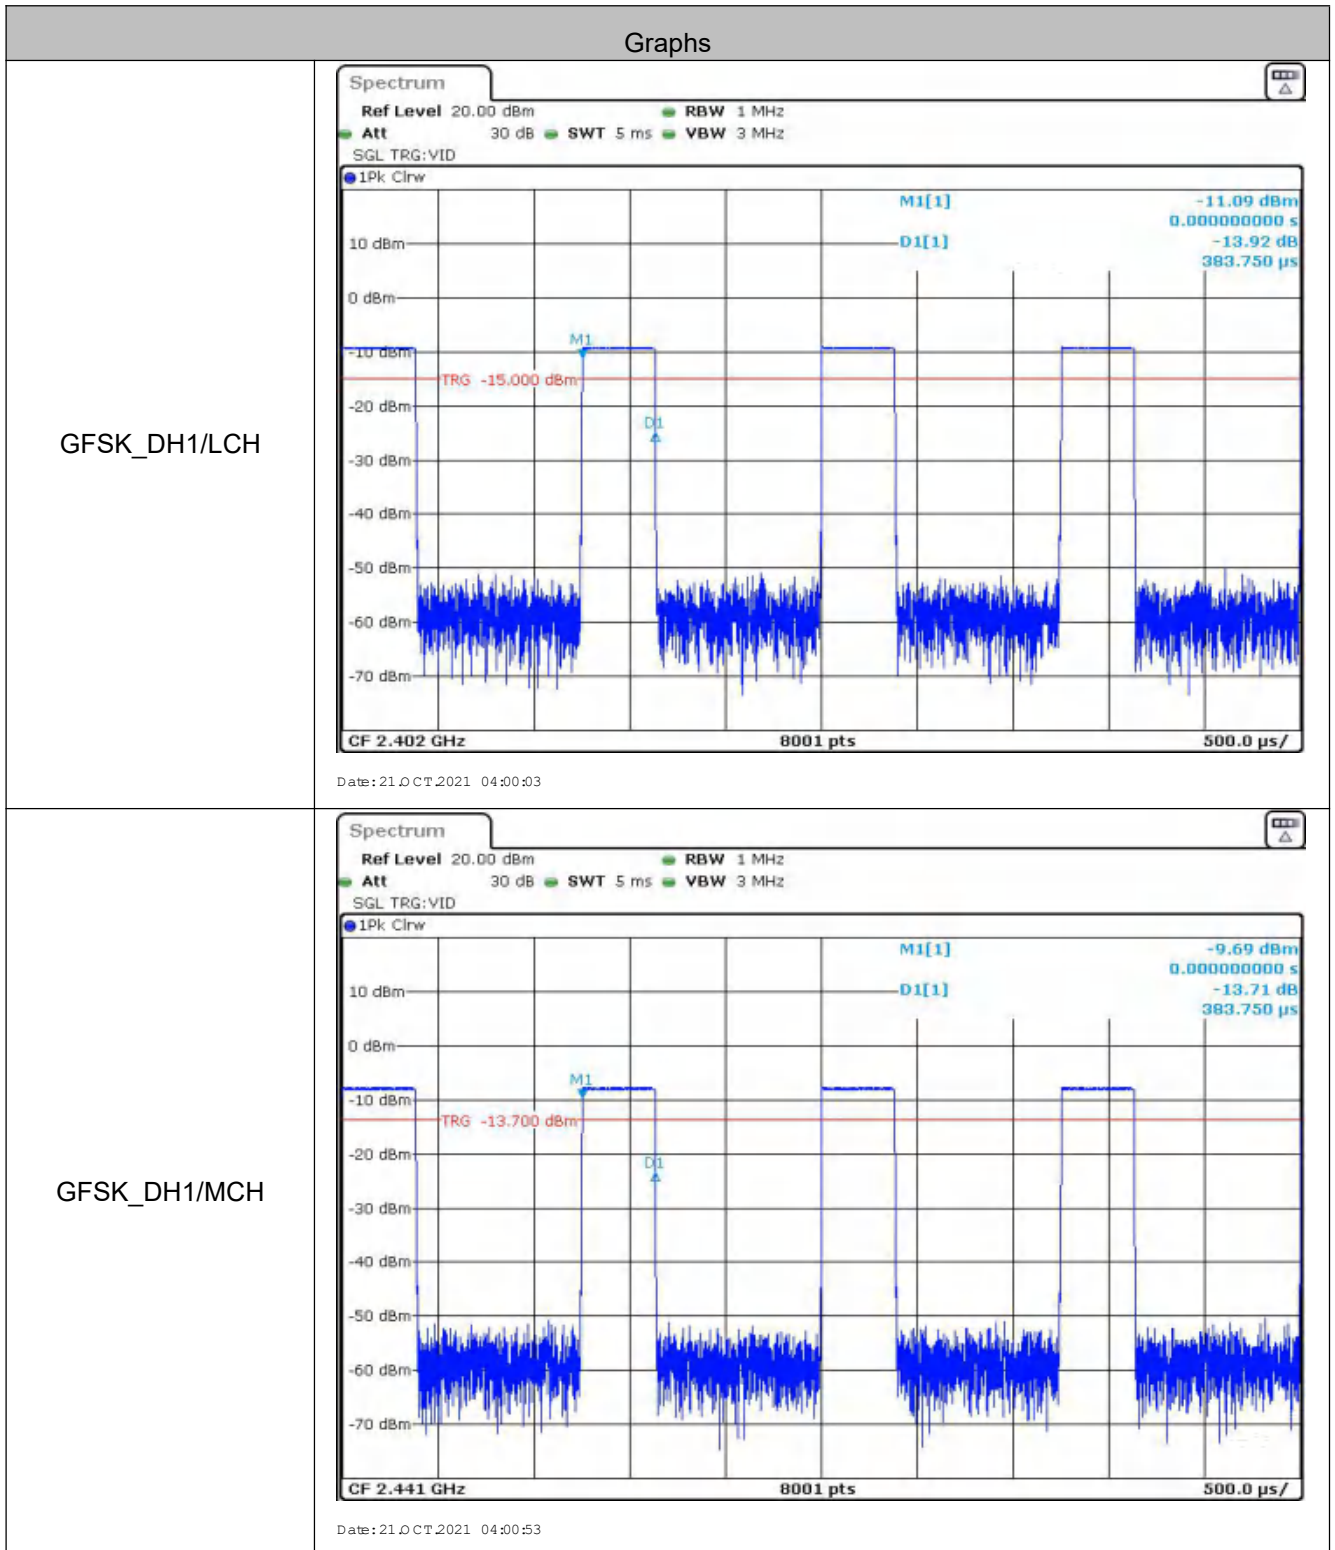 Graphs
GFSK_DH1/LCH
Spectrum
Ref Level 20.00 dBm RBW 1 MHz
Att 30 dB SWT 5 ms VBW 3 MHz
SGL TRG:VID
1Pk Clrw
M1[1] -11.09 dBm
0.000000000 s
10 dBm D1[1] -13.92 dB
383.750 µs
0 dBm
M1
-10 dBm
TRG -15.000 dBm
-20 dBm
D1
-30 dBm
-40 dBm
-50 dBm
-60 dBm
-70 dBm
CF 2.402 GHz 8001 pts 500.0 µs/
Date: 21.OCT.2021 04:00:03
GFSK_DH1/MCH
Spectrum
Ref Level 20.00 dBm RBW 1 MHz
Att 30 dB SWT 5 ms VBW 3 MHz
SGL TRG:VID
1Pk Clrw
M1[1] -9.69 dBm
0.000000000 s
10 dBm D1[1] -13.71 dB
383.750 µs
0 dBm
M1
-10 dBm
TRG -13.700 dBm
-20 dBm
D1
-30 dBm
-40 dBm
-50 dBm
-60 dBm
-70 dBm
CF 2.441 GHz 8001 pts 500.0 µs/
Date: 21.OCT.2021 04:00:53